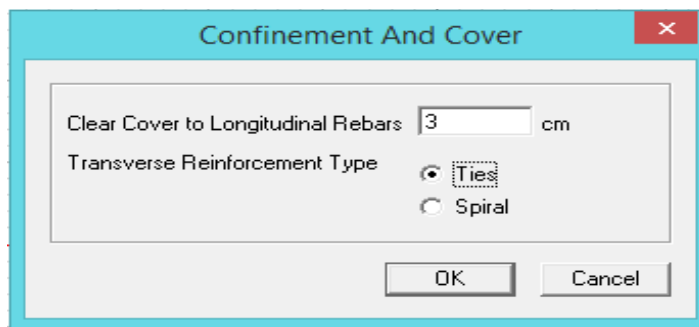 Confinement And Cover
Clear Cover to Longitudinal Rebars 3 cm
Transverse Reinforcement Type
Ties
Spiral
OK Cancel